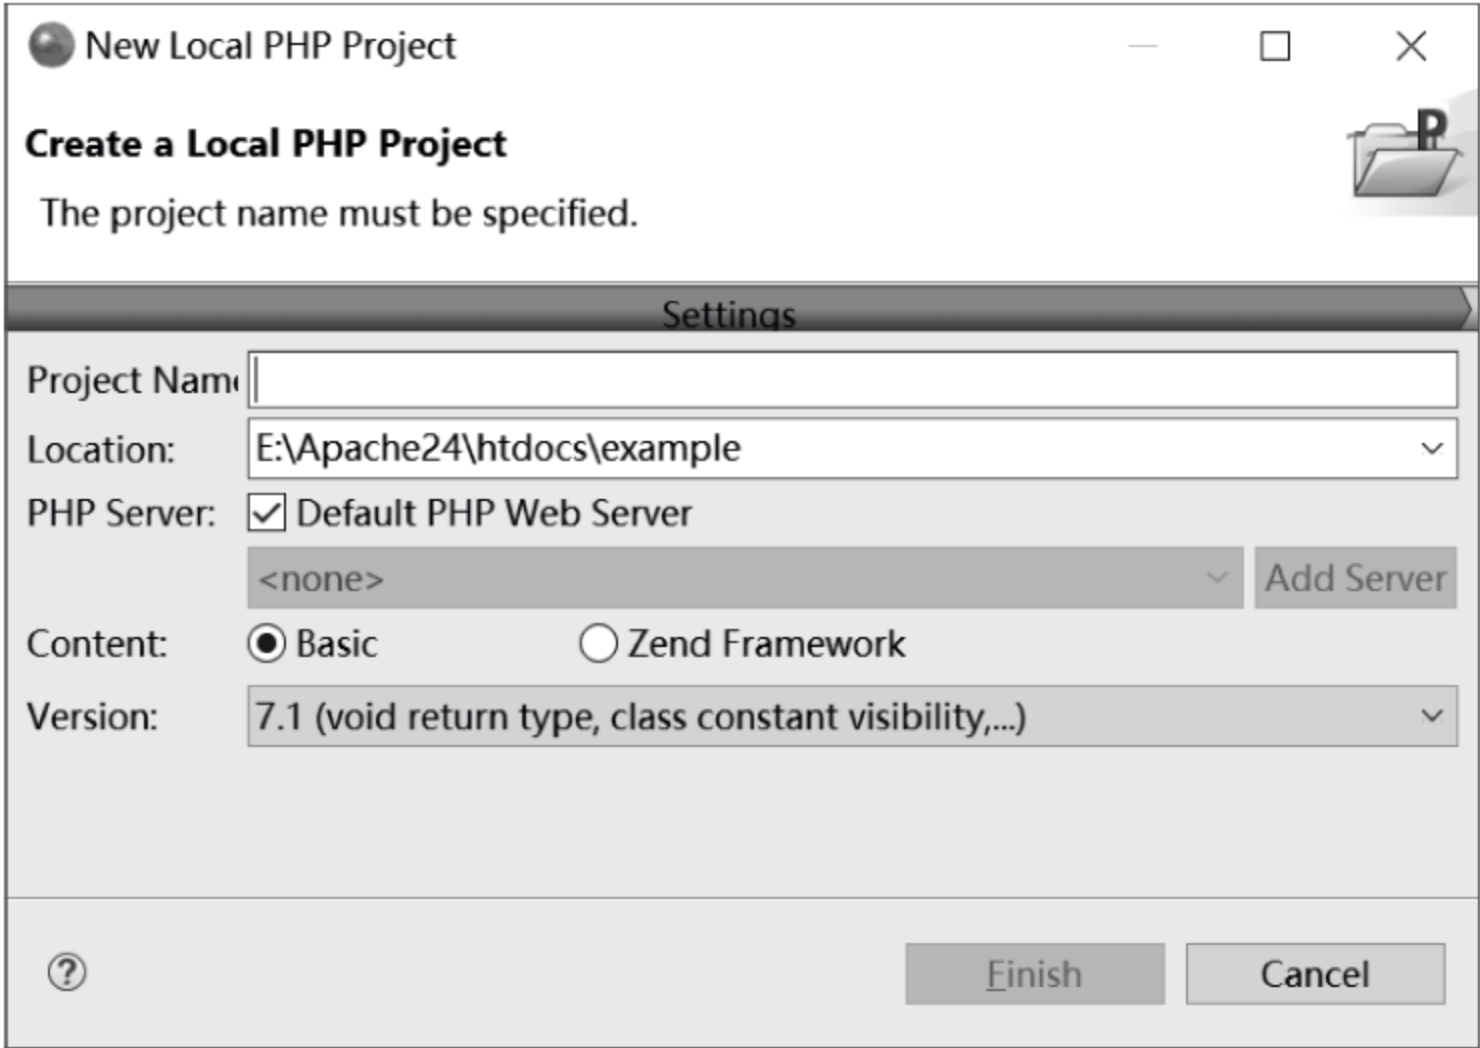 New Local PHP Project
Create a Local PHP Project
The project name must be specified.
Settings
Project Name
Location: E:\Apache24\htdocs\example
PHP Server: Default PHP Web Server
<none> Add Server
Content: Basic Zend Framework
Version: 7.1 (void return type, class constant visibility,...)
Finish Cancel